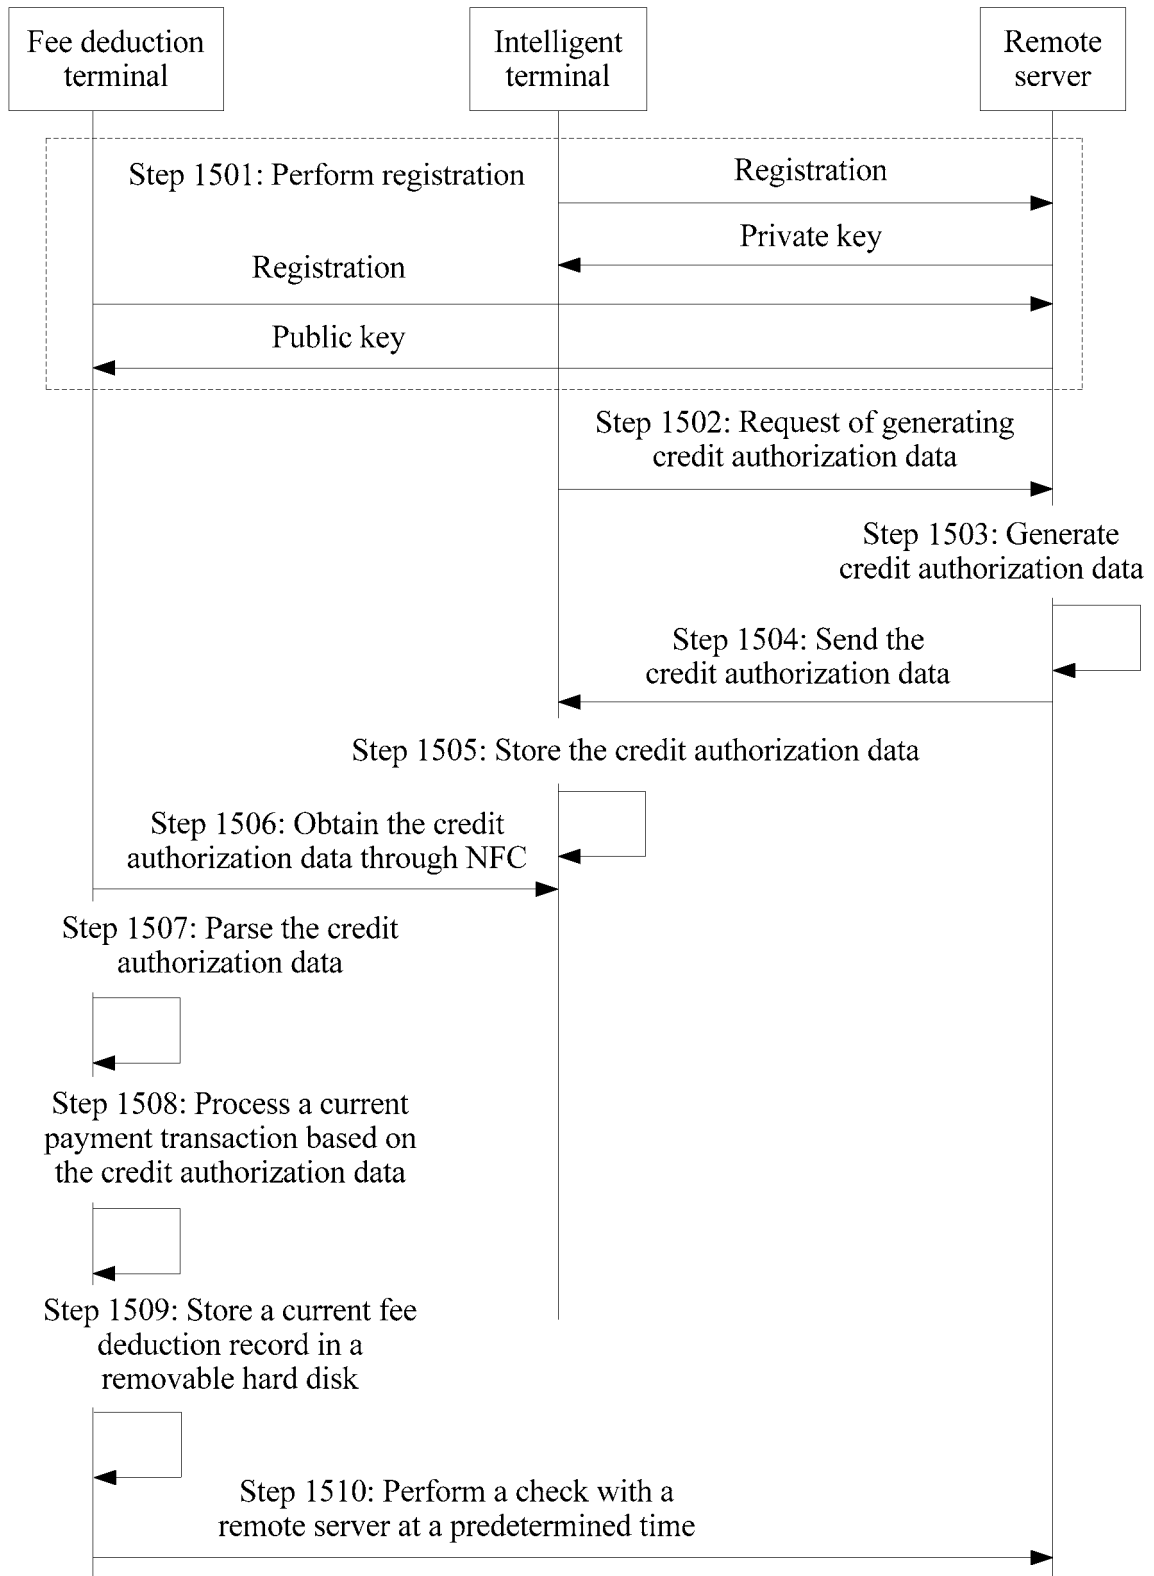 Fee deduction
terminal
Intelligent
terminal
Remote
server
Step 1501: Perform registration
Registration
Private key
Registration
Public key
Step 1502: Request of generating
credit authorization data
Step 1503: Generate
credit authorization data
Step 1504: Send the
credit authorization data
Step 1505: Store the credit authorization data
Step 1506: Obtain the credit
authorization data through NFC
Step 1507: Parse the credit
authorization data
Step 1508: Process a current
payment transaction based on
the credit authorization data
Step 1509: Store a current fee
deduction record in a
removable hard disk
Step 1510: Perform a check with a
remote server at a predetermined time